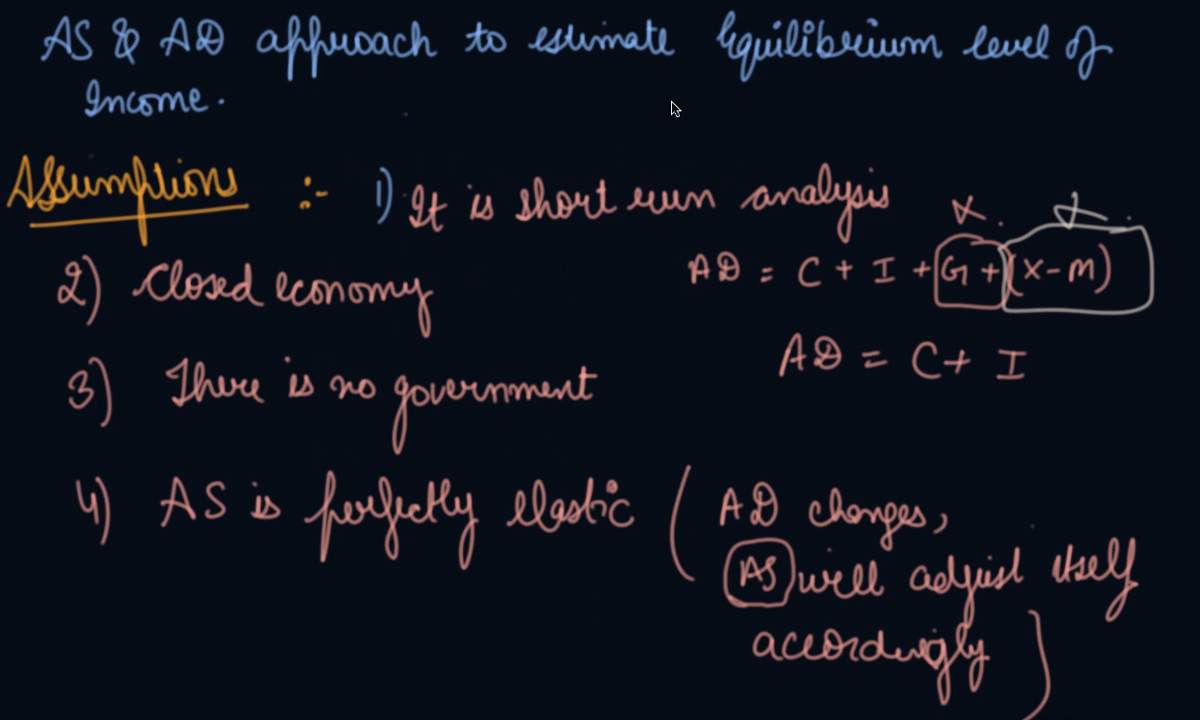 AS & AD approach to estimate Equilibrium level of
Income.
Assumptions :- 1) It is short run analysis
2) Closed economy
AD = C + I + G + (X - M)
AD = C + I
3) There is no government
4) AS is perfectly elastic ( AD changes,
AS will adjust itself
accordingly )